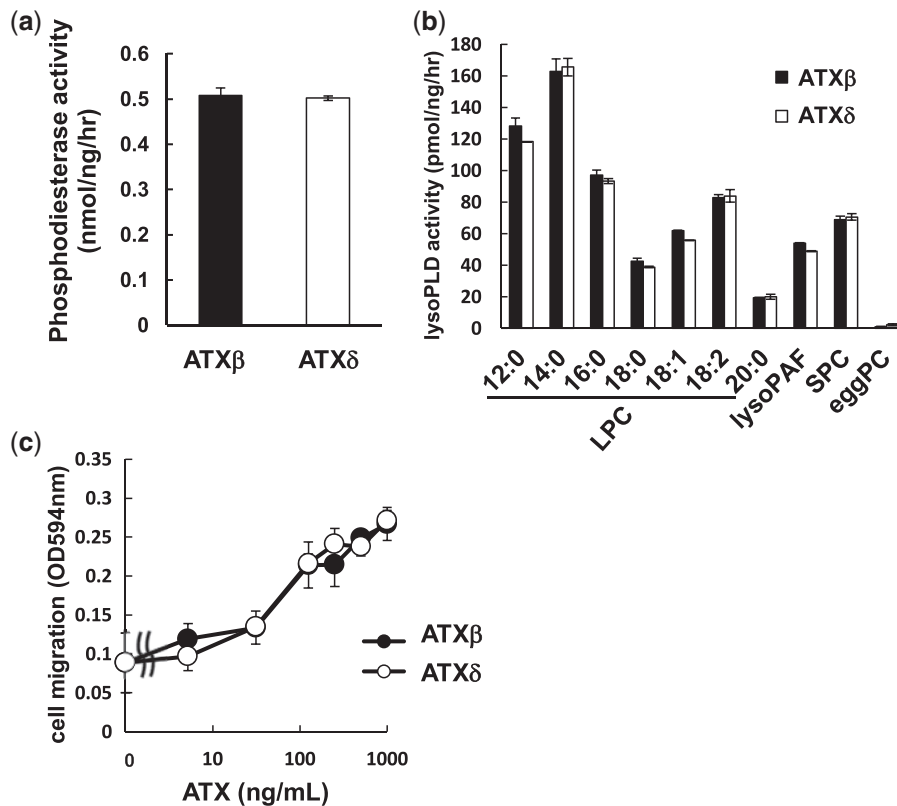 (a)
Phosphodiesterase activity
(nmol/ng/hr)
0.6
0.5
0.4
0.3
0.2
0.1
0
ATXβ
ATXδ
(b)
lysoPLD activity (pmol/ng/hr)
180
160
140
120
100
80
60
40
20
0
ATXβ
ATXδ
12:0
14:0
16:0
18:0
18:1
18:2
20:0
lysoPAF
SPC
eggPC
LPC
(c)
cell migration (OD594nm)
0.35
0.3
0.25
0.2
0.15
0.1
0.05
0
0
10
100
1000
ATX (ng/mL)
ATXβ
ATXδ